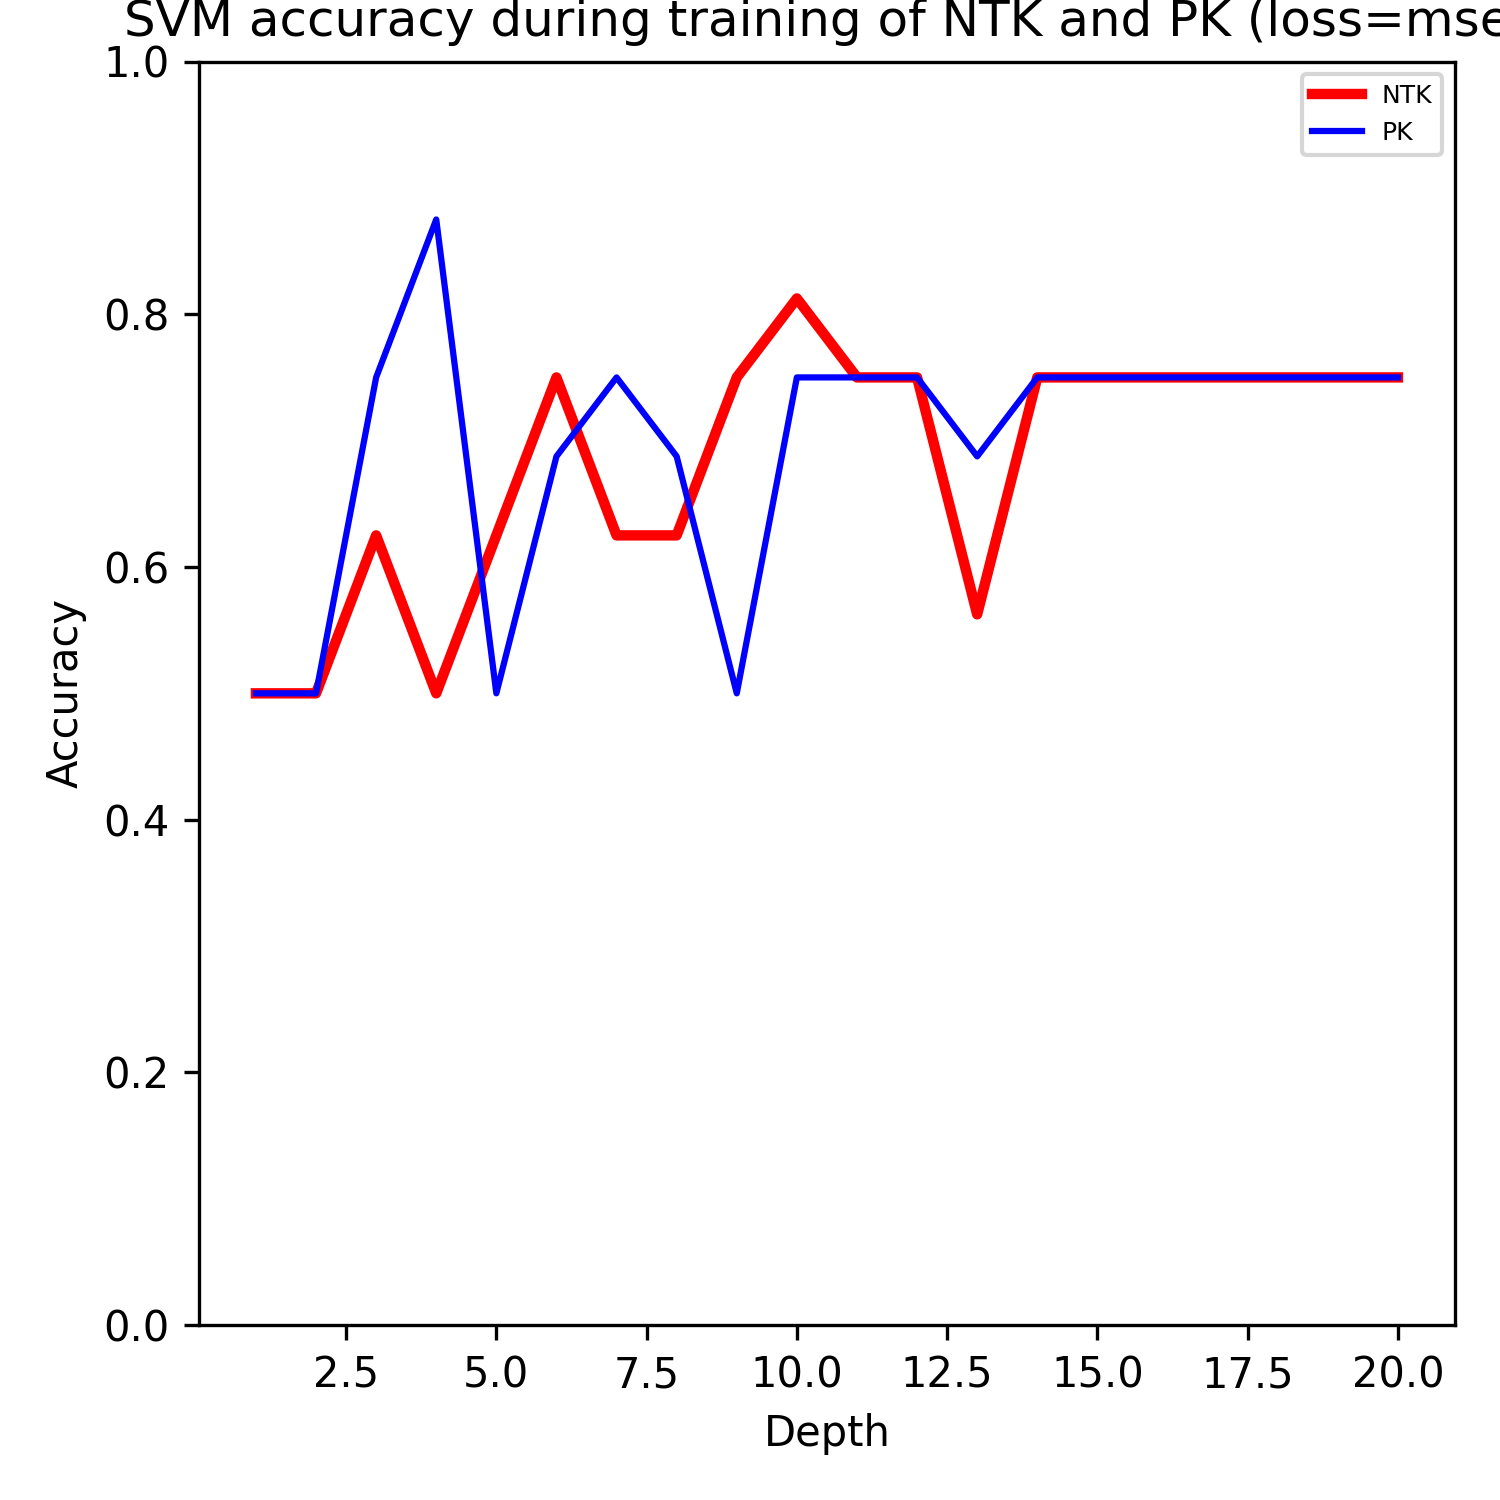 SVM accuracy during training of NTK and PK (loss=mse
NTK
PK
1.0
0.8
0.6
0.4
0.2
0.0
Accuracy
2.5 5.0 7.5 10.0 12.5 15.0 17.5 20.0
Depth